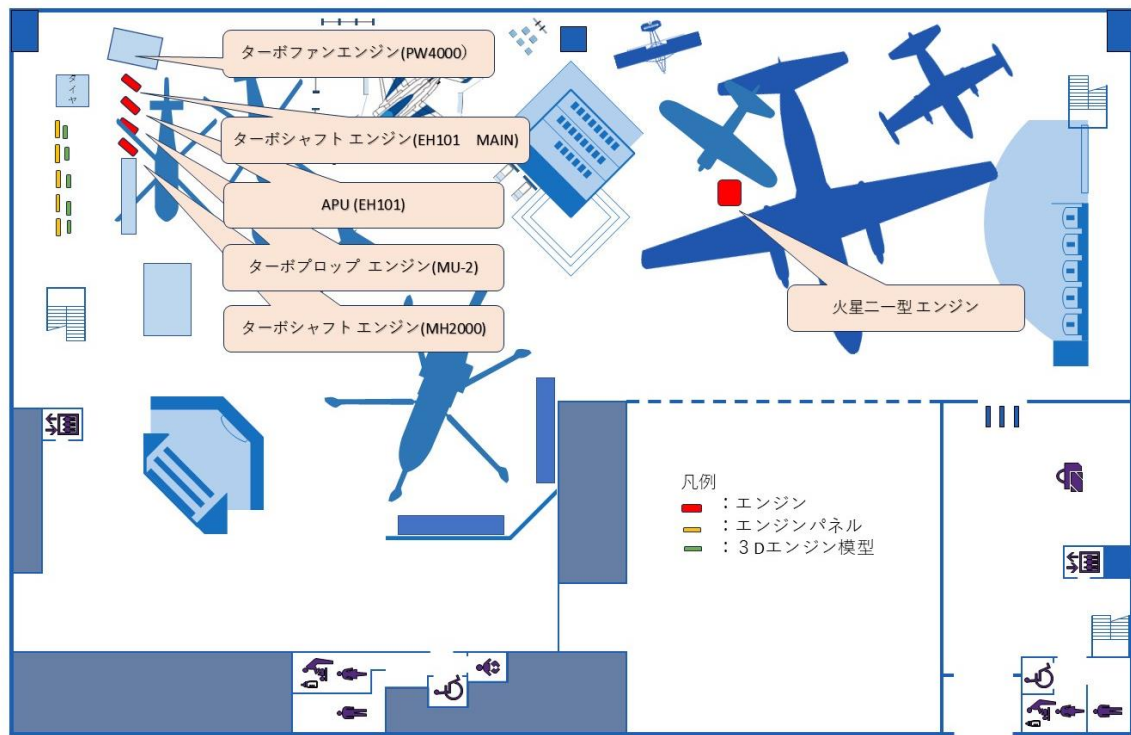 ターボファンエンジン(PW4000）
タイヤ
ターボシャフト エンジン(EH101　MAIN)
APU (EH101)
ターボプロップ エンジン(MU-2)
ターボシャフト エンジン(MH2000)
火星二一型 エンジン
凡例
：エンジン
：エンジンパネル
：３Dエンジン模型